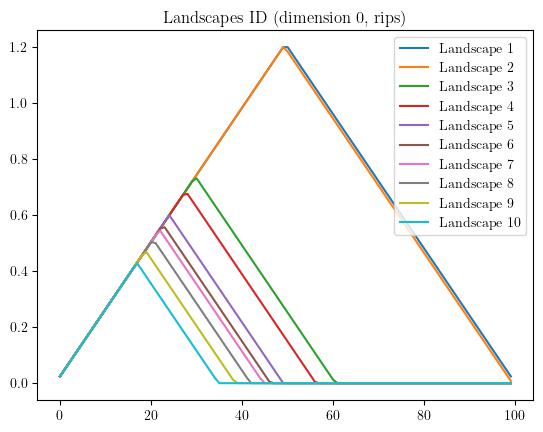 Landscapes ID (dimension 0, rips)
1.2
1.0
0.8
0.6
0.4
0.2
0.0
0
20
40
60
80
100
Landscape 1
Landscape 2
Landscape 3
Landscape 4
Landscape 5
Landscape 6
Landscape 7
Landscape 8
Landscape 9
Landscape 10